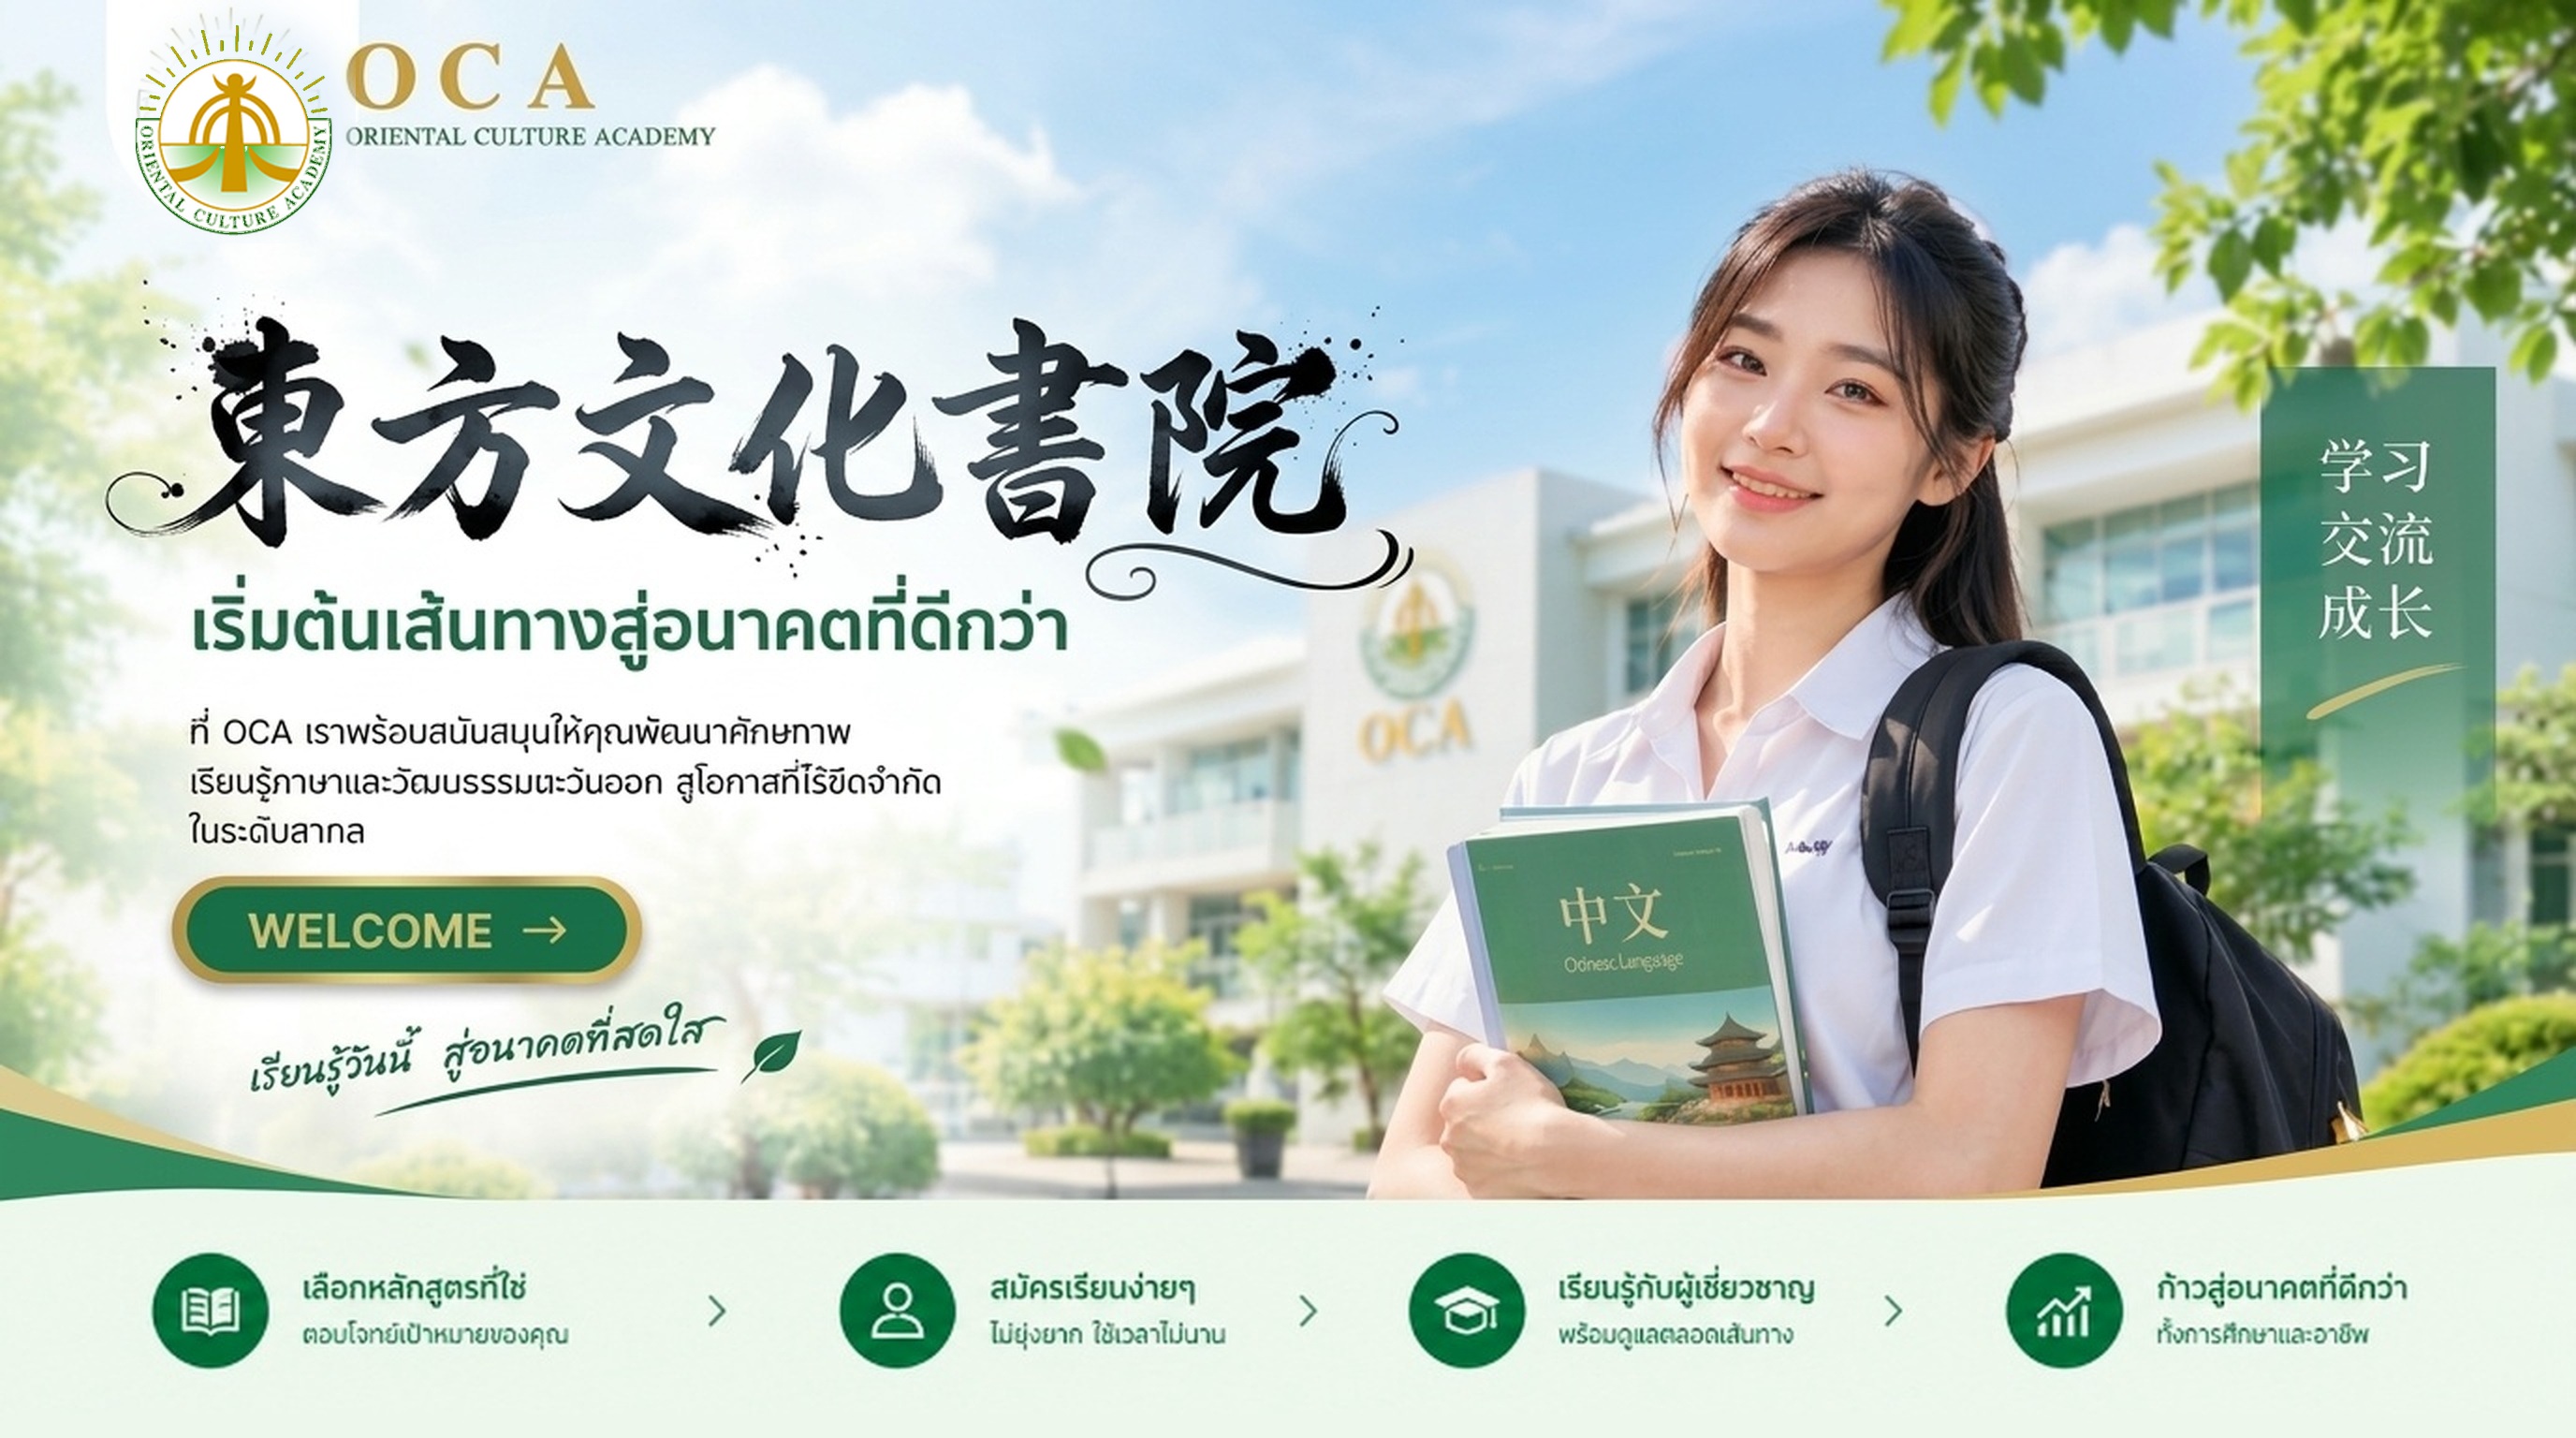 OCA
ORIENTAL CULTURE ACADEMY
ORIENTAL CULTURE ACADEMY
東方文化書院
เริ่มต้นเส้นทางสู่อนาคตที่ดีกว่า
ที่ OCA เราพร้อมสนันสนุนให้คุณพัฒนาศักษภาพ
เรียนรู้ภาษาและวัฒนธรรมตะวันออก สู่โอกาสที่ไร้ขีดจำกัด
ในระดับสากล
WELCOME →
เรียนรู้วันนี้ สู่อนาคตที่สดใส
学习
交流
成长
OCA
中文
เลือกหลักสูตรที่ใช่
ตอบโจทย์เป้าหมายของคุณ
สมัครเรียนง่ายๆ
ไม่ยุ่งยาก ใช้เวลาไม่นาน
เรียนรู้กับผู้เชี่ยวชาญ
พร้อมดูแลตลอดเส้นทาง
ก้าวสู่อนาคตที่ดีกว่า
ทั้งการศึกษาและอาชีพ